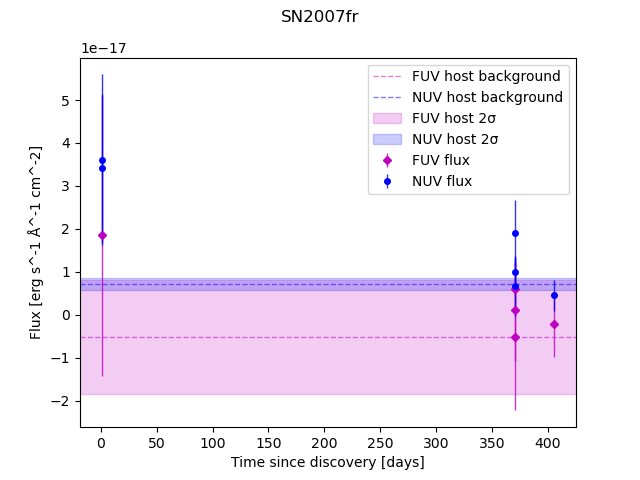 SN2007fr
1e−17
FUV host background
NUV host background
FUV host 2σ
NUV host 2σ
FUV flux
NUV flux
5
4
3
2
1
0
−1
−2
Flux [erg s^-1 Å^-1 cm^-2]
0 50 100 150 200 250 300 350 400
Time since discovery [days]